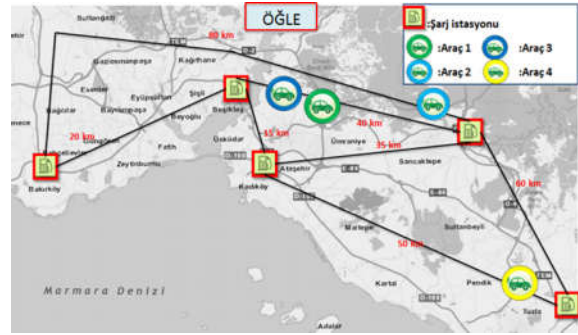 ÖĞLE
:Şarj istasyonu
:Araç 1
:Araç 3
:Araç 2
:Araç 4
80 km
Sultangazi
Gaziosmanpaşa
Kağıthane
Esenler
Eyüpsultan
Şişli
Bağcılar
Bayrampaşa
Beyoğlu
Beşiktaş
20 km
Fatih
Üsküdar
15 km
40 km
Ümraniye
35 km
Zeytinburnu
Ataşehir
Sancaktepe
Bakırköy
Kadıköy
60 km
Maltepe
Sultanbeyli
50 km
Marmara Denizi
Kartal
Pendik
Tuzla
Adalar